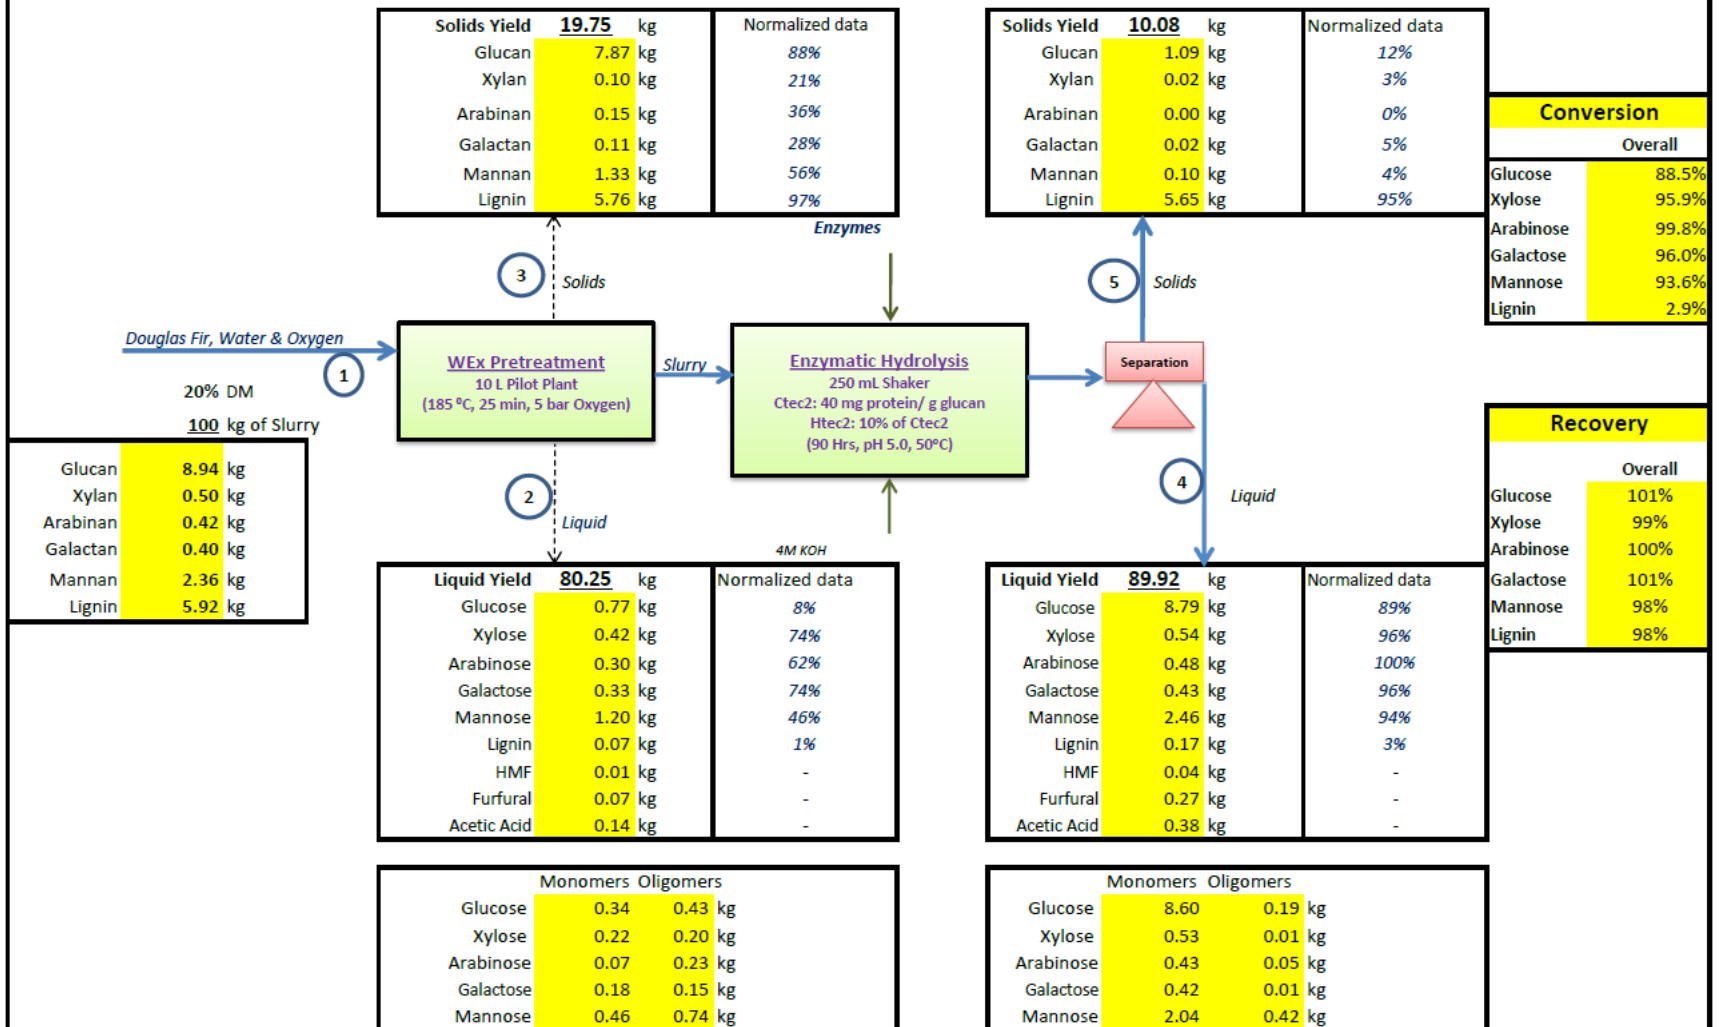 Solids Yield 19.75 kg Normalized data
Glucan 7.87 kg 88%
Xylan 0.10 kg 21%
Arabinan 0.15 kg 36%
Galactan 0.11 kg 28%
Mannan 1.33 kg 56%
Lignin 5.76 kg 97%
Solids Yield 10.08 kg Normalized data
Glucan 1.09 kg 12%
Xylan 0.02 kg 3%
Arabinan 0.00 kg 0%
Galactan 0.02 kg 5%
Mannan 0.10 kg 4%
Lignin 5.65 kg 95%
Conversion
Overall
Glucose 88.5%
Xylose 95.9%
Arabinose 99.8%
Galactose 96.0%
Mannose 93.6%
Lignin 2.9%
Enzymes
3 Solids
5 Solids
Douglas Fir, Water & Oxygen
1
20% DM
100 kg of Slurry
WEx Pretreatment
10 L Pilot Plant
(185 ºC, 25 min, 5 bar Oxygen)
Slurry
Enzymatic Hydrolysis
250 mL Shaker
Ctec2: 40 mg protein/ g glucan
Htec2: 10% of Ctec2
(90 Hrs, pH 5.0, 50ºC)
Separation
Glucan 8.94 kg
Xylan 0.50 kg
Arabinan 0.42 kg
Galactan 0.40 kg
Mannan 2.36 kg
Lignin 5.92 kg
2
Liquid
4
Liquid
4M KOH
Recovery
Overall
Glucose 101%
Xylose 99%
Arabinose 100%
Galactose 101%
Mannose 98%
Lignin 98%
Liquid Yield 80.25 kg Normalized data
Glucose 0.77 kg 8%
Xylose 0.42 kg 74%
Arabinose 0.30 kg 62%
Galactose 0.33 kg 74%
Mannose 1.20 kg 46%
Lignin 0.07 kg 1%
HMF 0.01 kg -
Furfural 0.07 kg -
Acetic Acid 0.14 kg -
Liquid Yield 89.92 kg Normalized data
Glucose 8.79 kg 89%
Xylose 0.54 kg 96%
Arabinose 0.48 kg 100%
Galactose 0.43 kg 96%
Mannose 2.46 kg 94%
Lignin 0.17 kg 3%
HMF 0.04 kg -
Furfural 0.27 kg -
Acetic Acid 0.38 kg -
Monomers Oligomers
Glucose 0.34 0.43 kg
Xylose 0.22 0.20 kg
Arabinose 0.07 0.23 kg
Galactose 0.18 0.15 kg
Mannose 0.46 0.74 kg
Monomers Oligomers
Glucose 8.60 0.19 kg
Xylose 0.53 0.01 kg
Arabinose 0.43 0.05 kg
Galactose 0.42 0.01 kg
Mannose 2.04 0.42 kg